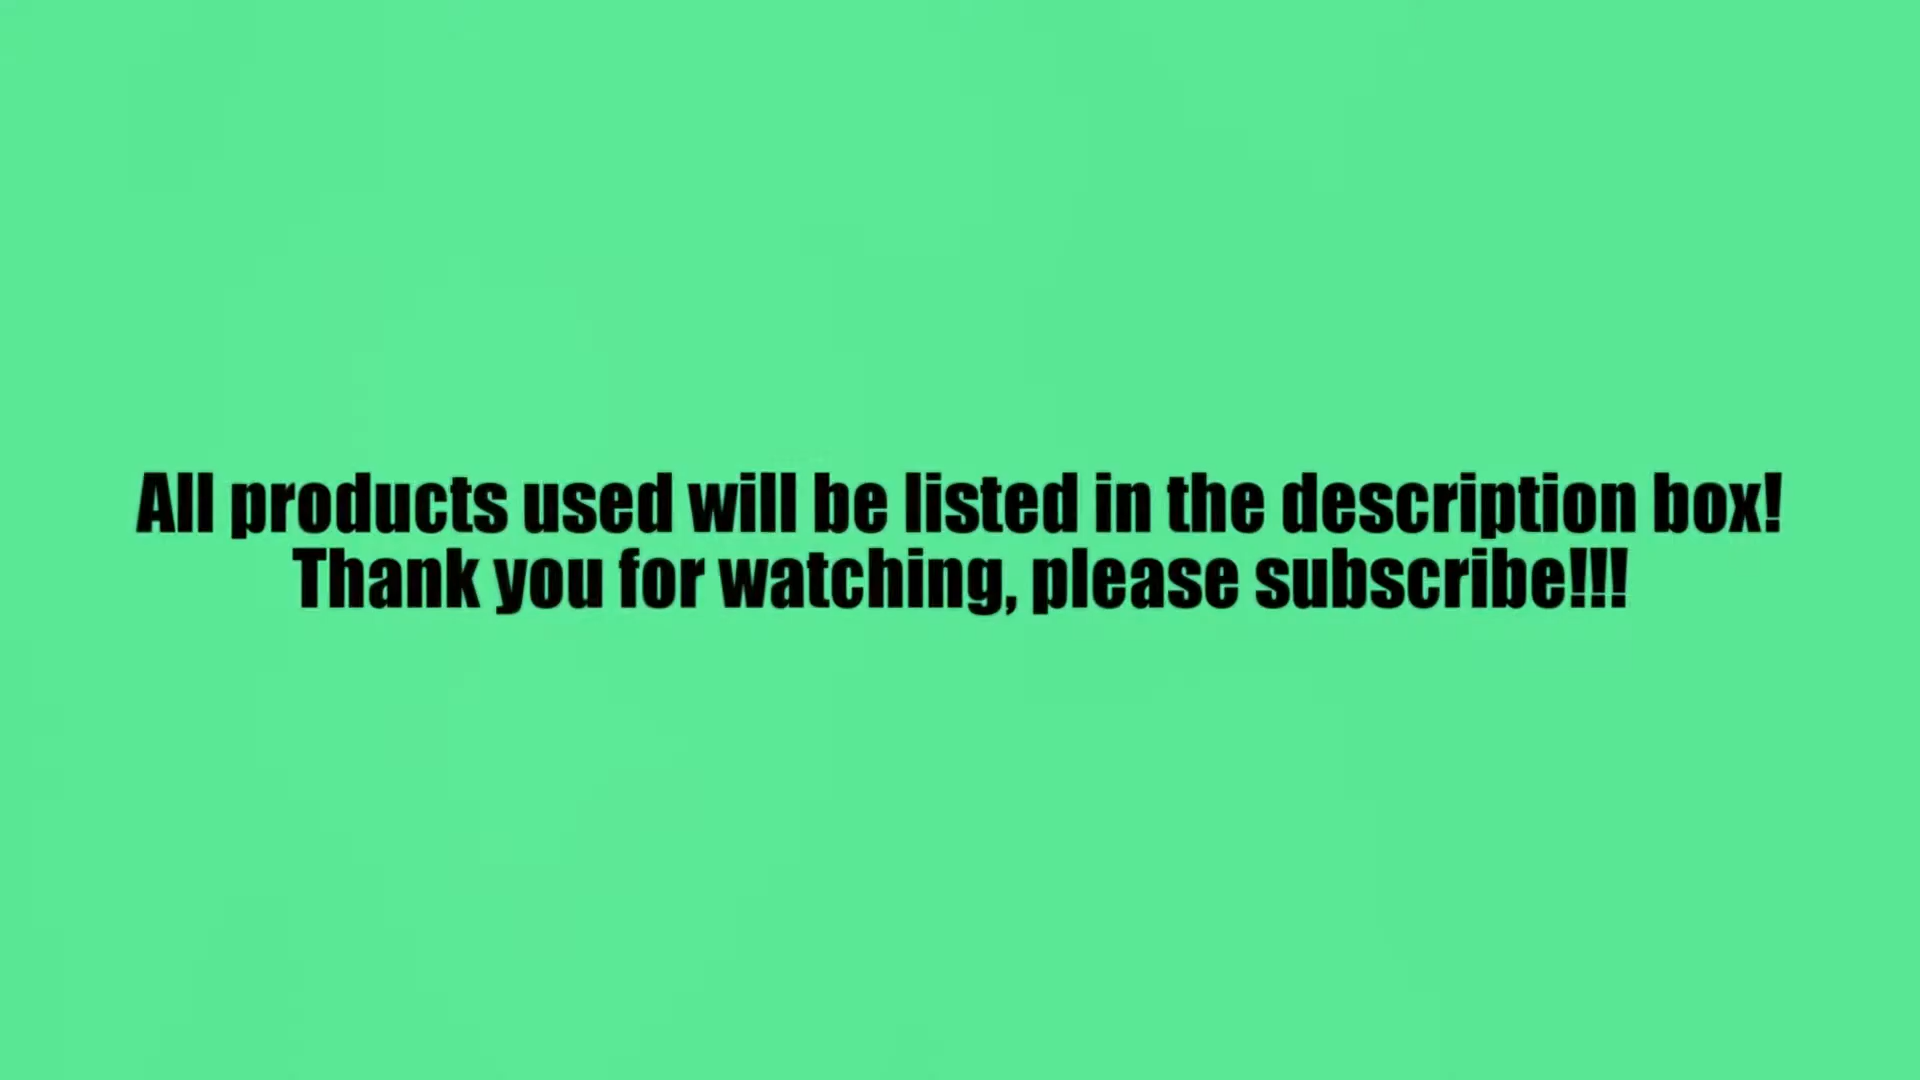 All products used will be listed in the description box!
Thank you for watching, please subscribe!!!